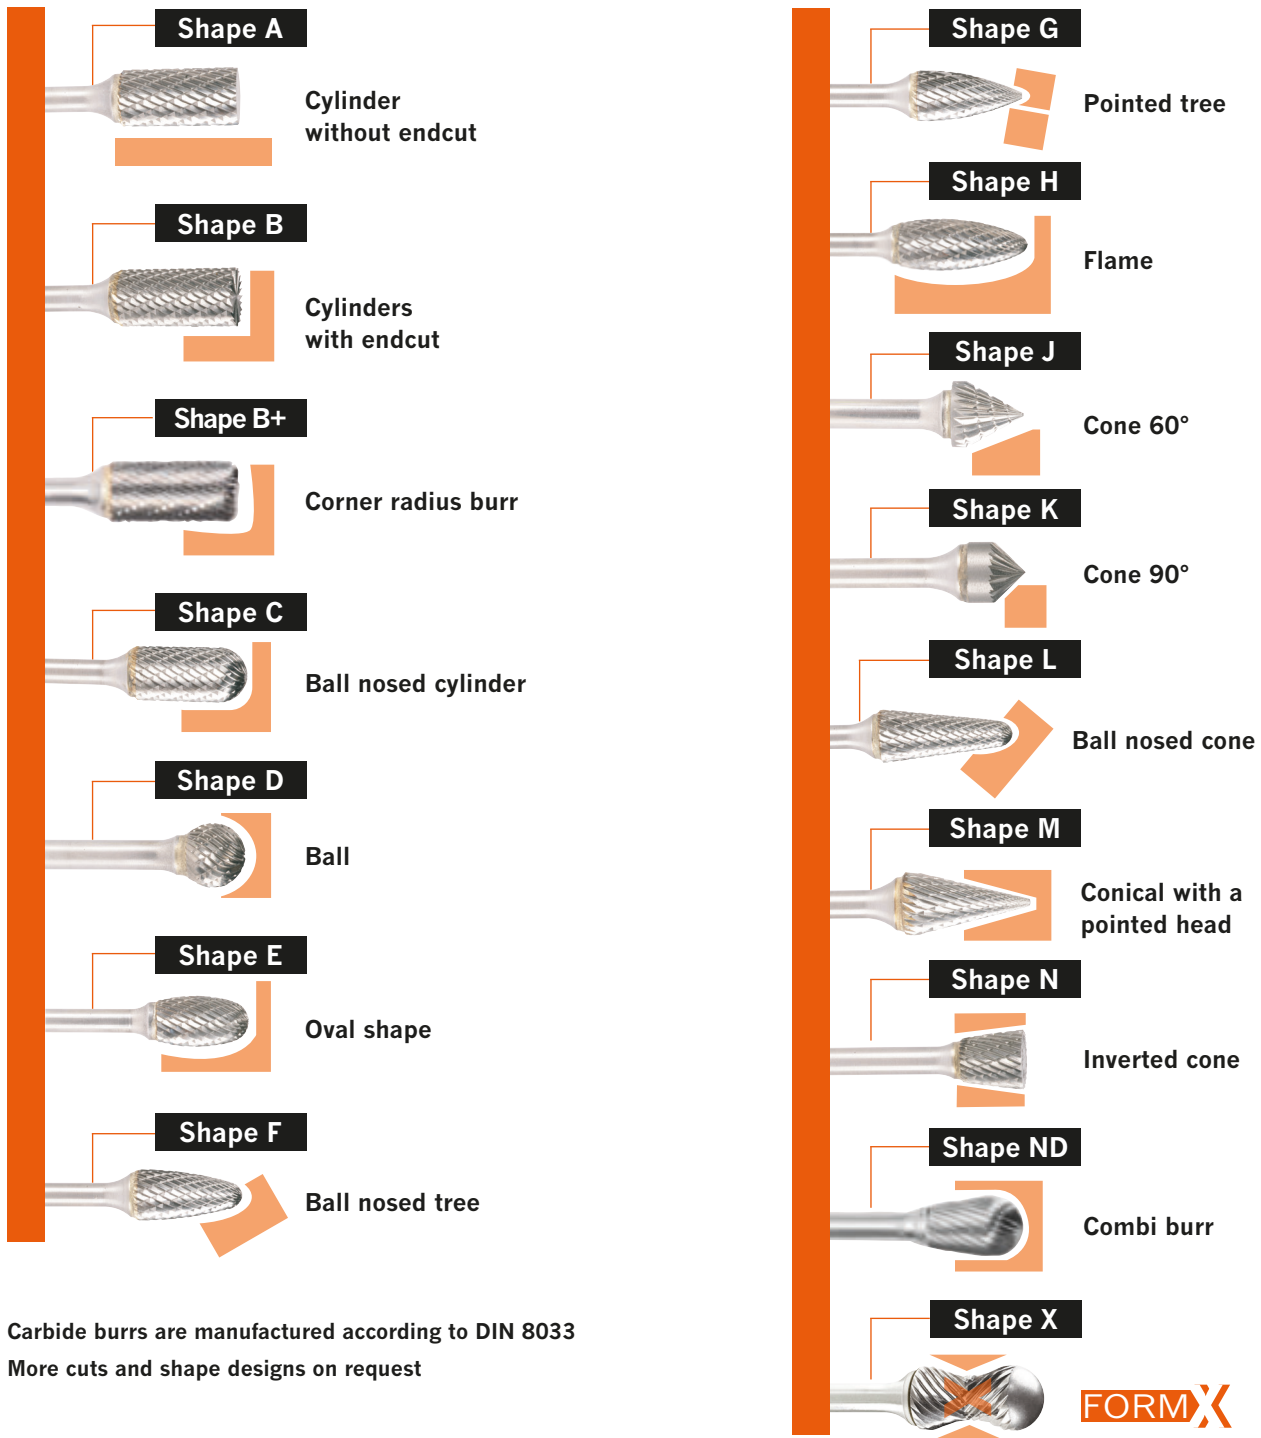 Shape A
Cylinder
without endcut
Shape B
Cylinders
with endcut
Shape B+
Corner radius burr
Shape C
Ball nosed cylinder
Shape D
Ball
Shape E
Oval shape
Shape F
Ball nosed tree
Carbide burrs are manufactured according to DIN 8033
More cuts and shape designs on request
Shape G
Pointed tree
Shape H
Flame
Shape J
Cone 60°
Shape K
Cone 90°
Shape L
Ball nosed cone
Shape M
Conical with a
pointed head
Shape N
Inverted cone
Shape ND
Combi burr
Shape X
FORMX